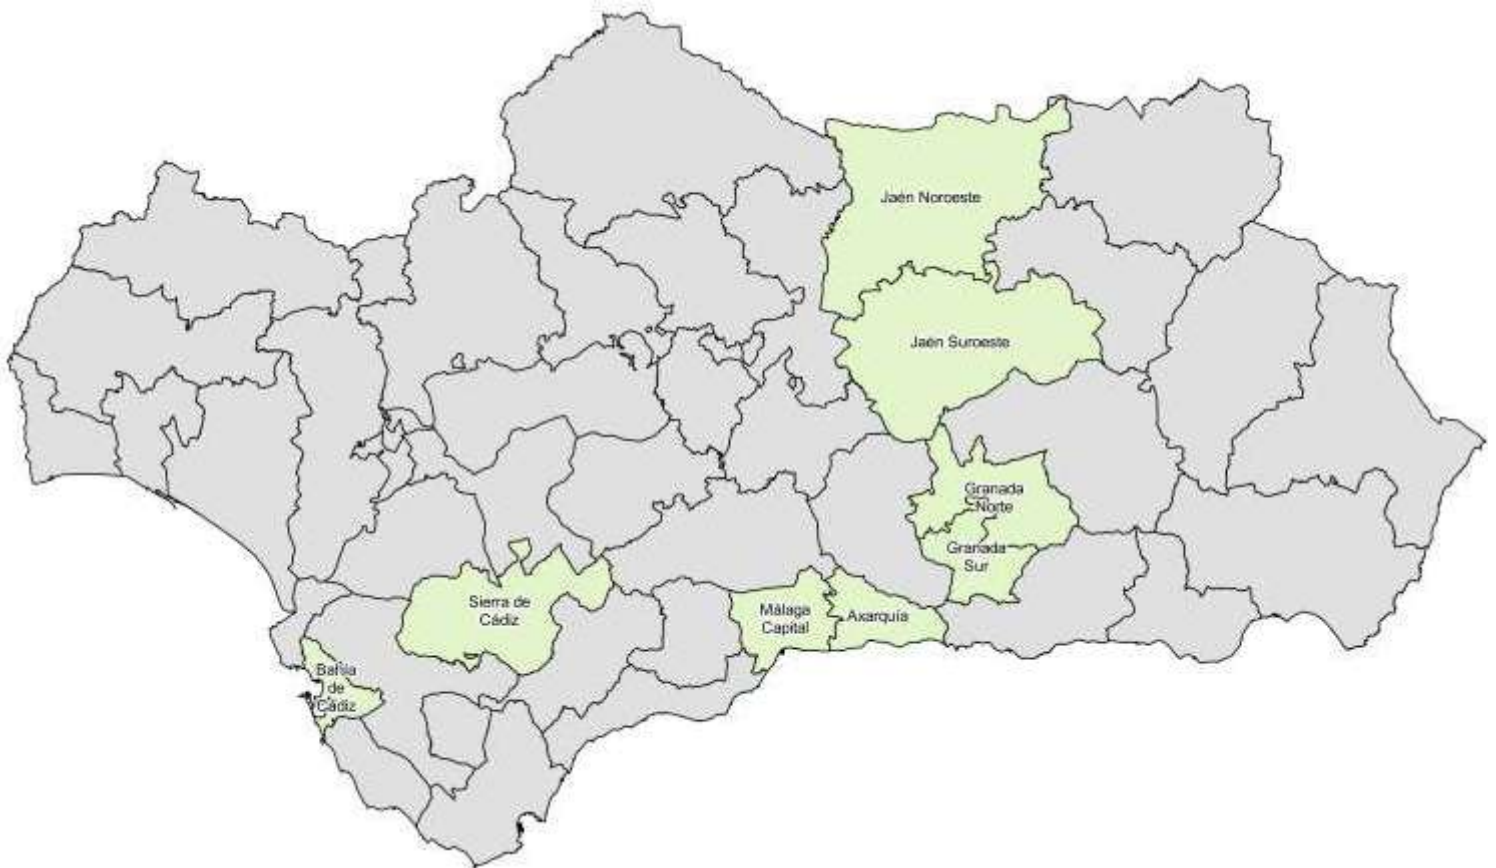 Jaén Noroeste
Jaén Suroeste
Granada
Norte
Granada
Sur
Sierra de
Cádiz
Málaga
Capital
Axarquía
Bahía
de
Cádiz